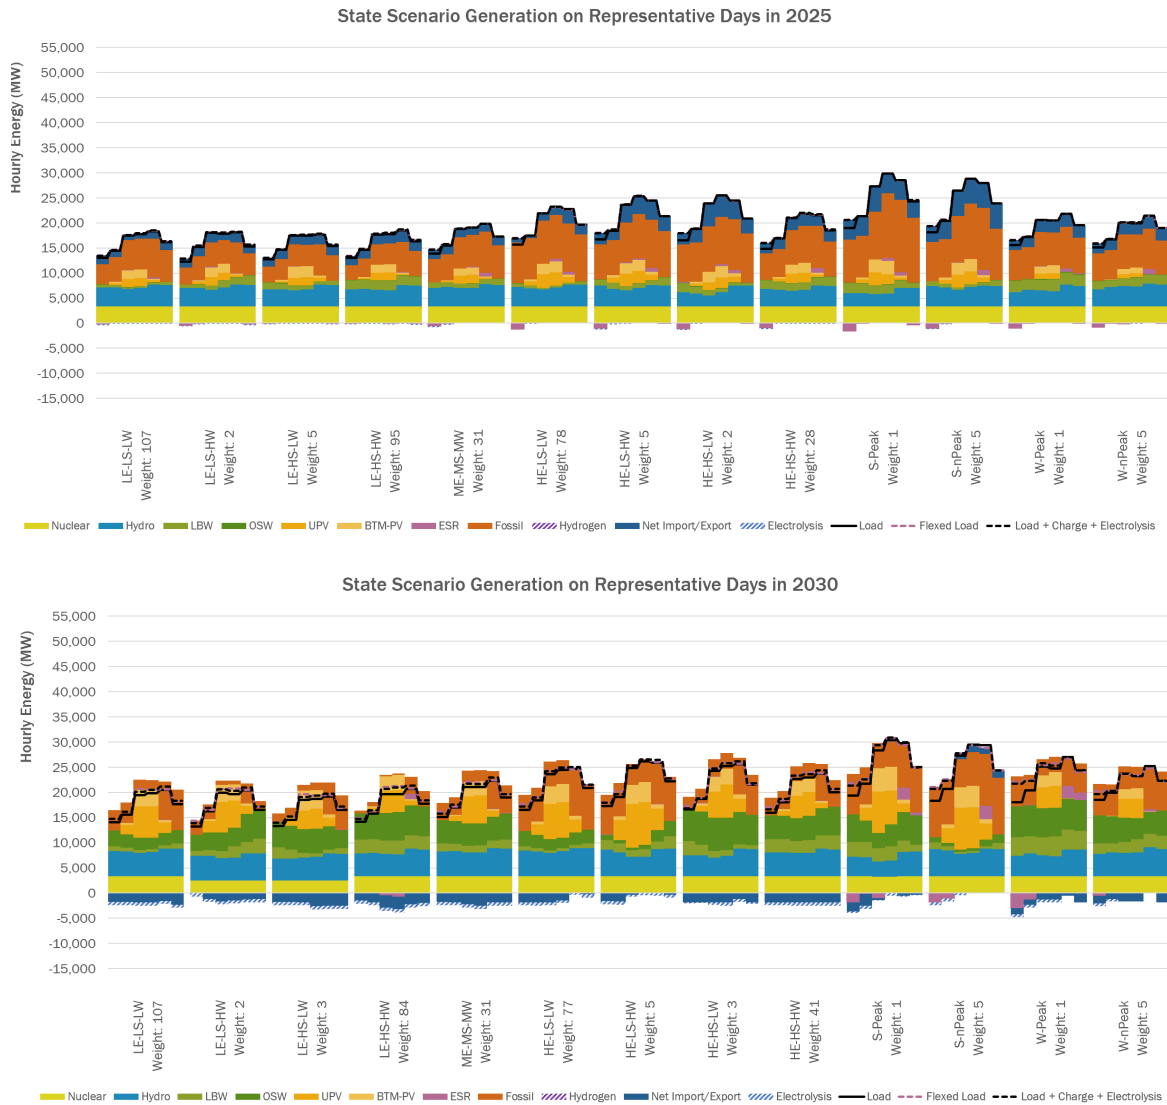 State Scenario Generation on Representative Days in 2025
Hourly Energy (MW)
55,000
50,000
45,000
40,000
35,000
30,000
25,000
20,000
15,000
10,000
5,000
0
-5,000
-10,000
-15,000
LE-LS-LW
Weight: 107
LE-LS-HW
Weight: 2
LE-HS-LW
Weight: 5
LE-HS-HW
Weight: 95
ME-MS-MW
Weight: 31
HE-LS-LW
Weight: 78
HE-LS-HW
Weight: 5
HE-HS-LW
Weight: 2
HE-HS-HW
Weight: 28
S-Peak
Weight: 1
S-nPeak
Weight: 5
W-Peak
Weight: 1
W-nPeak
Weight: 5
Nuclear Hydro LBW OSW UPV BTM-PV ESR Fossil Hydrogen Net Import/Export Electrolysis Load Flexed Load Load + Charge + Electrolysis
State Scenario Generation on Representative Days in 2030
Hourly Energy (MW)
55,000
50,000
45,000
40,000
35,000
30,000
25,000
20,000
15,000
10,000
5,000
0
-5,000
-10,000
-15,000
LE-LS-LW
Weight: 107
LE-LS-HW
Weight: 2
LE-HS-LW
Weight: 3
LE-HS-HW
Weight: 84
ME-MS-MW
Weight: 31
HE-LS-LW
Weight: 77
HE-LS-HW
Weight: 5
HE-HS-LW
Weight: 3
HE-HS-HW
Weight: 41
S-Peak
Weight: 1
S-nPeak
Weight: 5
W-Peak
Weight: 1
W-nPeak
Weight: 5
Nuclear Hydro LBW OSW UPV BTM-PV ESR Fossil Hydrogen Net Import/Export Electrolysis Load Flexed Load Load + Charge + Electrolysis